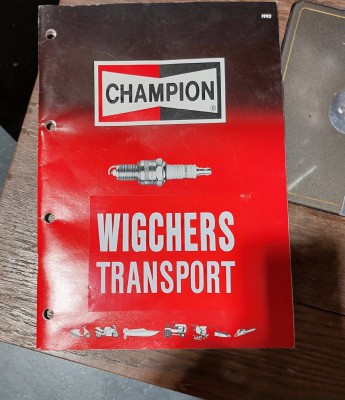 1993
CHAMPION
®
WIGCHERS
TRANSPORT